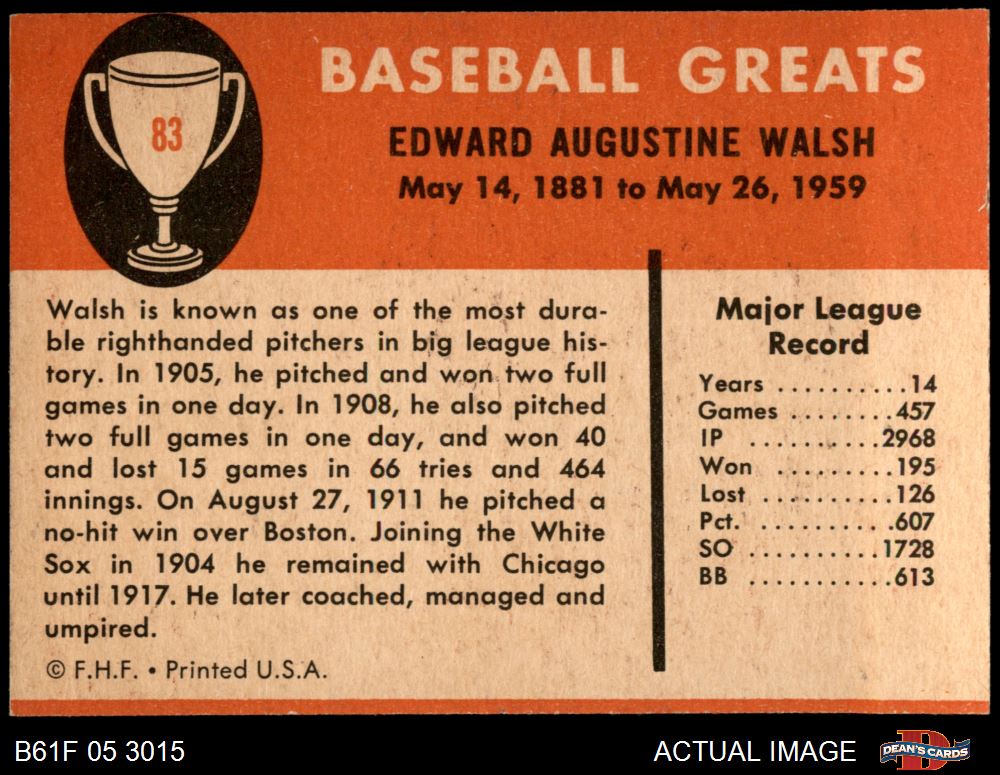 83
BASEBALL GREATS
EDWARD AUGUSTINE WALSH
May 14, 1881 to May 26, 1959
Walsh is known as one of the most dura-
ble righthanded pitchers in big league his-
tory. In 1905, he pitched and won two full
games in one day. In 1908, he also pitched
two full games in one day, and won 40
and lost 15 games in 66 tries and 464
innings. On August 27, 1911 he pitched a
no-hit win over Boston. Joining the White
Sox in 1904 he remained with Chicago
until 1917. He later coached, managed and
umpired.
© F.H.F. • Printed U.S.A.
Major League
Record
Years ..........14
Games ........457
IP .........2968
Won .........195
Lost ..........126
Pct. ..........607
SO ..........1728
BB ...........613
B61F 05 3015
ACTUAL IMAGE
D
DEAN'S CARDS